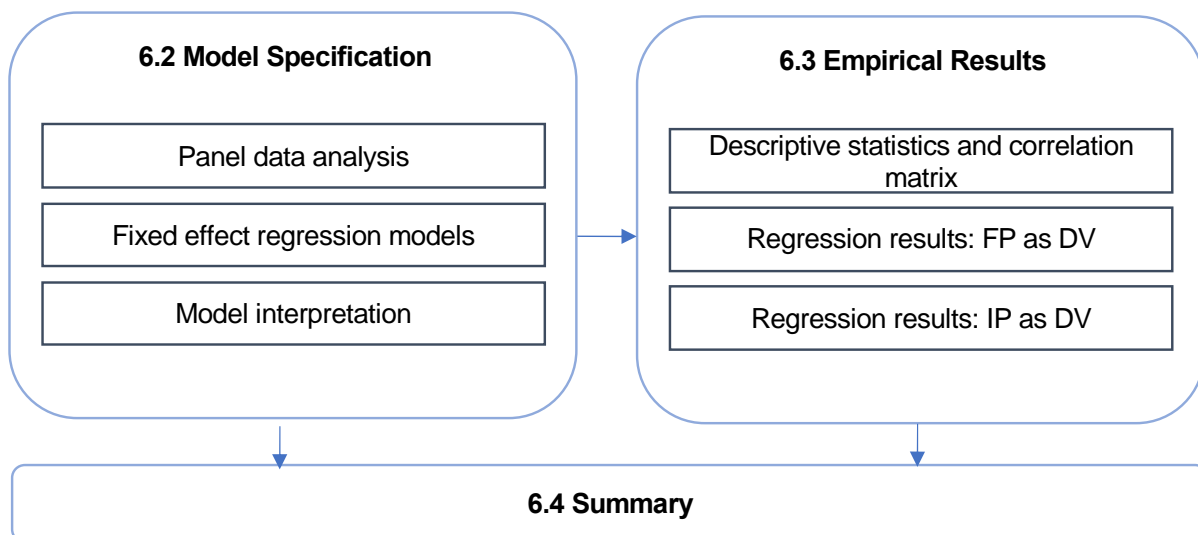 6.2 Model Specification
Panel data analysis
Fixed effect regression models
Model interpretation
6.3 Empirical Results
Descriptive statistics and correlation
matrix
Regression results: FP as DV
Regression results: IP as DV
6.4 Summary